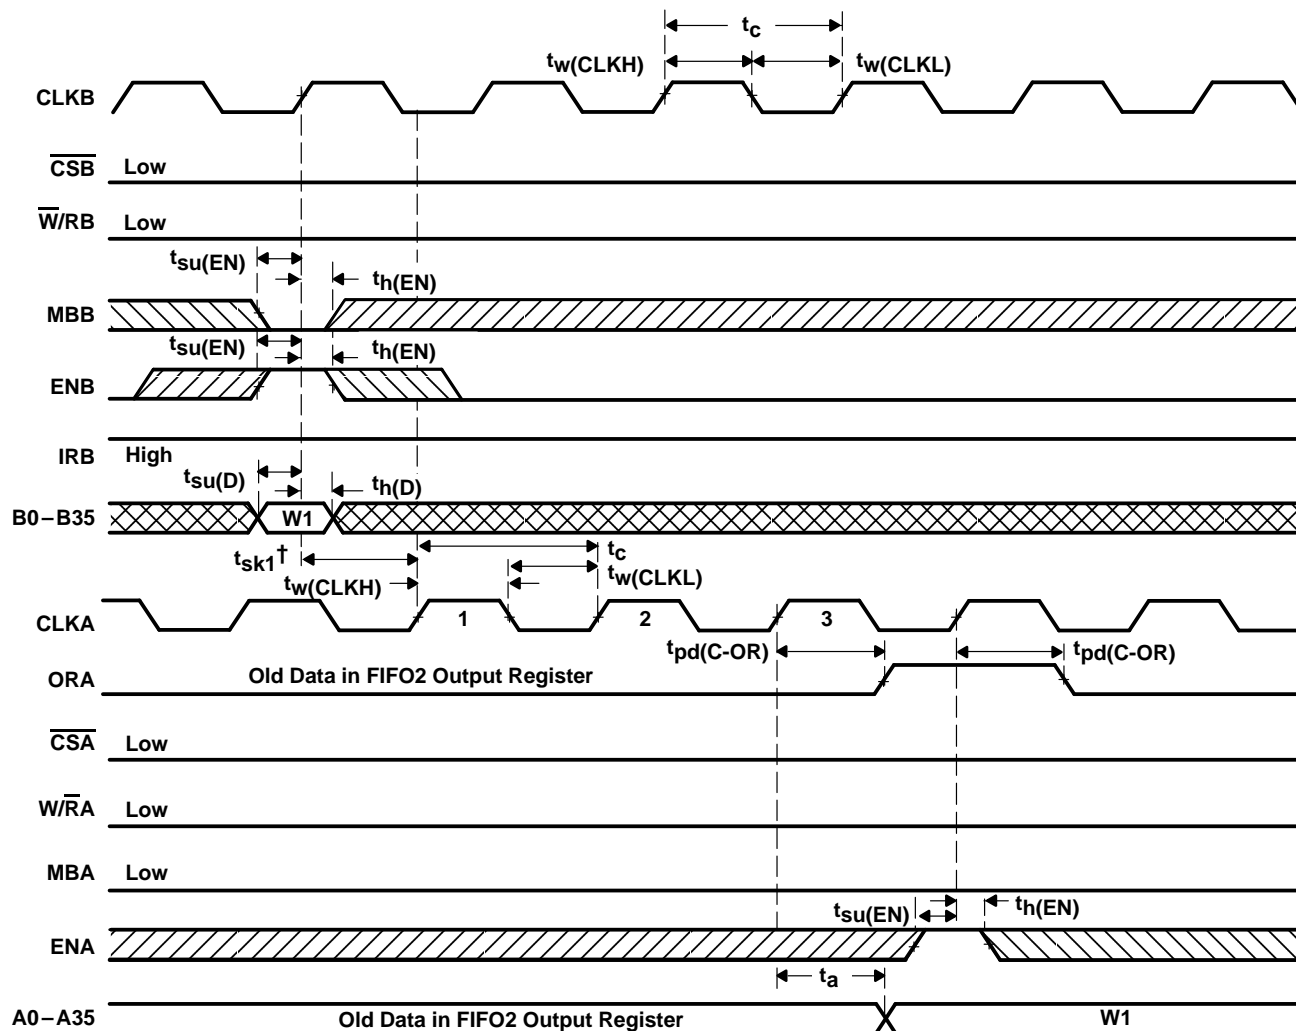 tc
tw(CLKH) tw(CLKL)
CLKB
CSB Low
W/RB Low
tsu(EN) th(EN)
MBB
tsu(EN) th(EN)
ENB
IRB High
tsu(D) th(D)
B0–B35 W1
tsk1† tc
tw(CLKH) tw(CLKL)
CLKA 1 2 3
tpd(C-OR) tpd(C-OR)
ORA Old Data in FIFO2 Output Register
CSA Low
W/RA Low
MBA Low
tsu(EN) th(EN)
ENA
ta
A0–A35 Old Data in FIFO2 Output Register W1